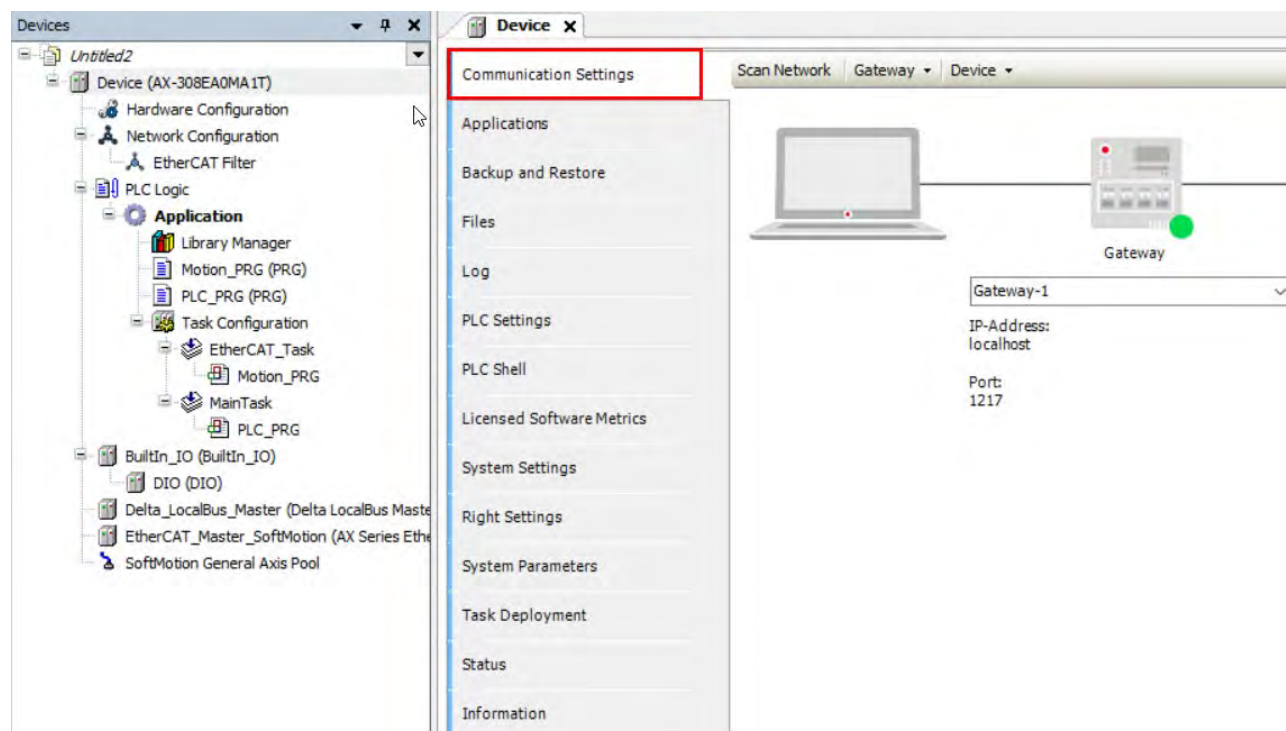 Devices
Untitled2
Device (AX-308EA0MA1T)
Hardware Configuration
Network Configuration
EtherCAT Filter
PLC Logic
Application
Library Manager
Motion_PRG (PRG)
PLC_PRG (PRG)
Task Configuration
EtherCAT_Task
Motion_PRG
MainTask
PLC_PRG
BuiltIn_IO (BuiltIn_IO)
DIO (DIO)
Delta_LocalBus_Master (Delta LocalBus Maste
EtherCAT_Master_SoftMotion (AX Series Ethe
SoftMotion General Axis Pool
Device
Communication Settings
Applications
Backup and Restore
Files
Log
PLC Settings
PLC Shell
Licensed Software Metrics
System Settings
Right Settings
System Parameters
Task Deployment
Status
Information
Scan Network Gateway Device
Gateway
Gateway-1
IP-Address:
localhost
Port:
1217